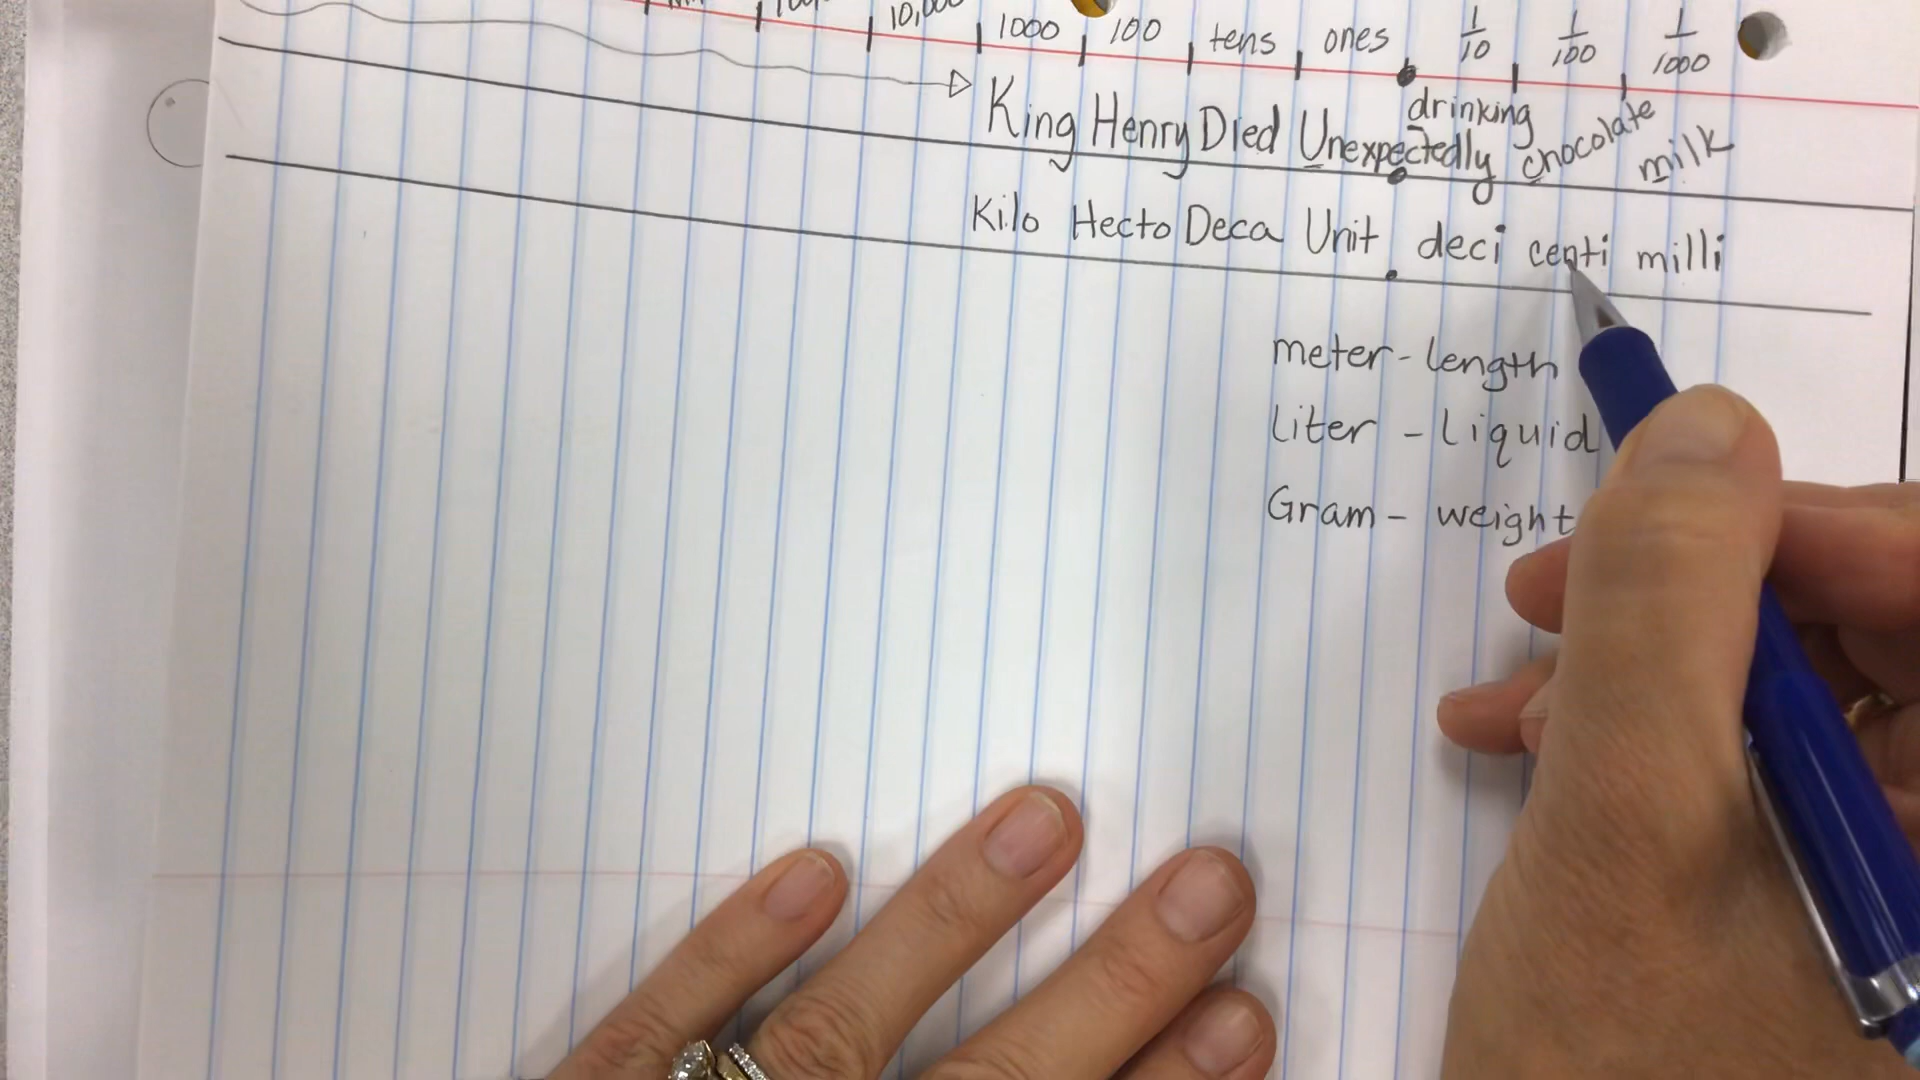 10,000 1000 100 tens ones 1/10 1/100 1/1000
King Henry Died Unexpectedly drinking chocolate milk
Kilo Hecto Deca Unit . deci centi milli
meter - length
Liter - Liquid
Gram - weight